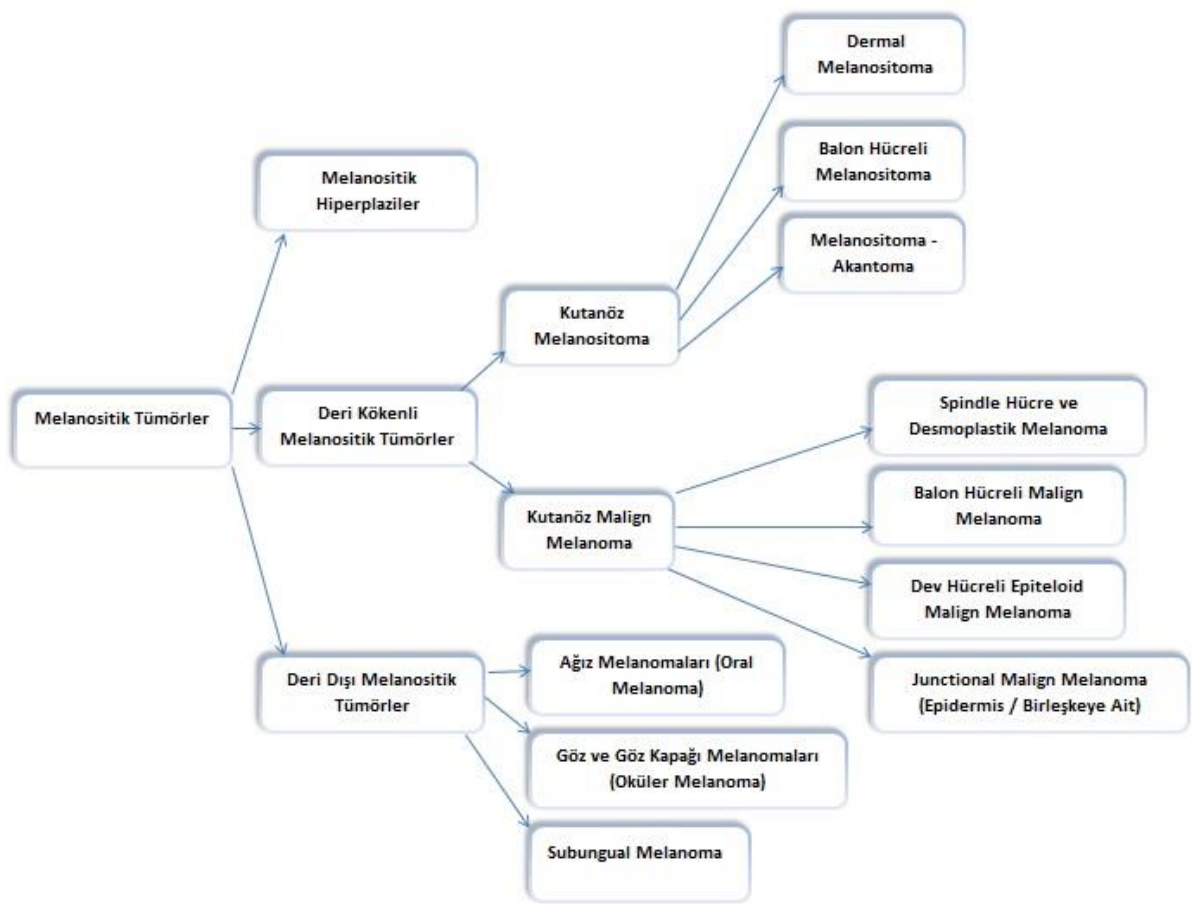 Dermal
Melanositoma
Melanositik
Hiperplaziler
Balon Hücreli
Melanositoma
Melanositoma -
Akantoma
Kutanöz
Melanositoma
Melanositik Tümörler
Deri Kökenli
Melanositik Tümörler
Spindle Hücre ve
Desmoplastik Melanoma
Kutanöz Malign
Melanoma
Balon Hücreli Malign
Melanoma
Dev Hücreli Epiteloid
Malign Melanoma
Deri Dışı Melanositik
Tümörler
Ağız Melanomaları (Oral
Melanoma)
Junctional Malign Melanoma
(Epidermis / Birleşkeye Ait)
Göz ve Göz Kapağı Melanomaları
(Oküler Melanoma)
Subungual Melanoma